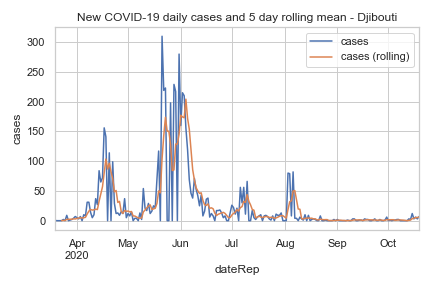 New COVID-19 daily cases and 5 day rolling mean - Djibouti
cases
cases (rolling)
300
250
200
150
100
50
0
cases
Apr May Jun Jul Aug Sep Oct
2020
dateRep